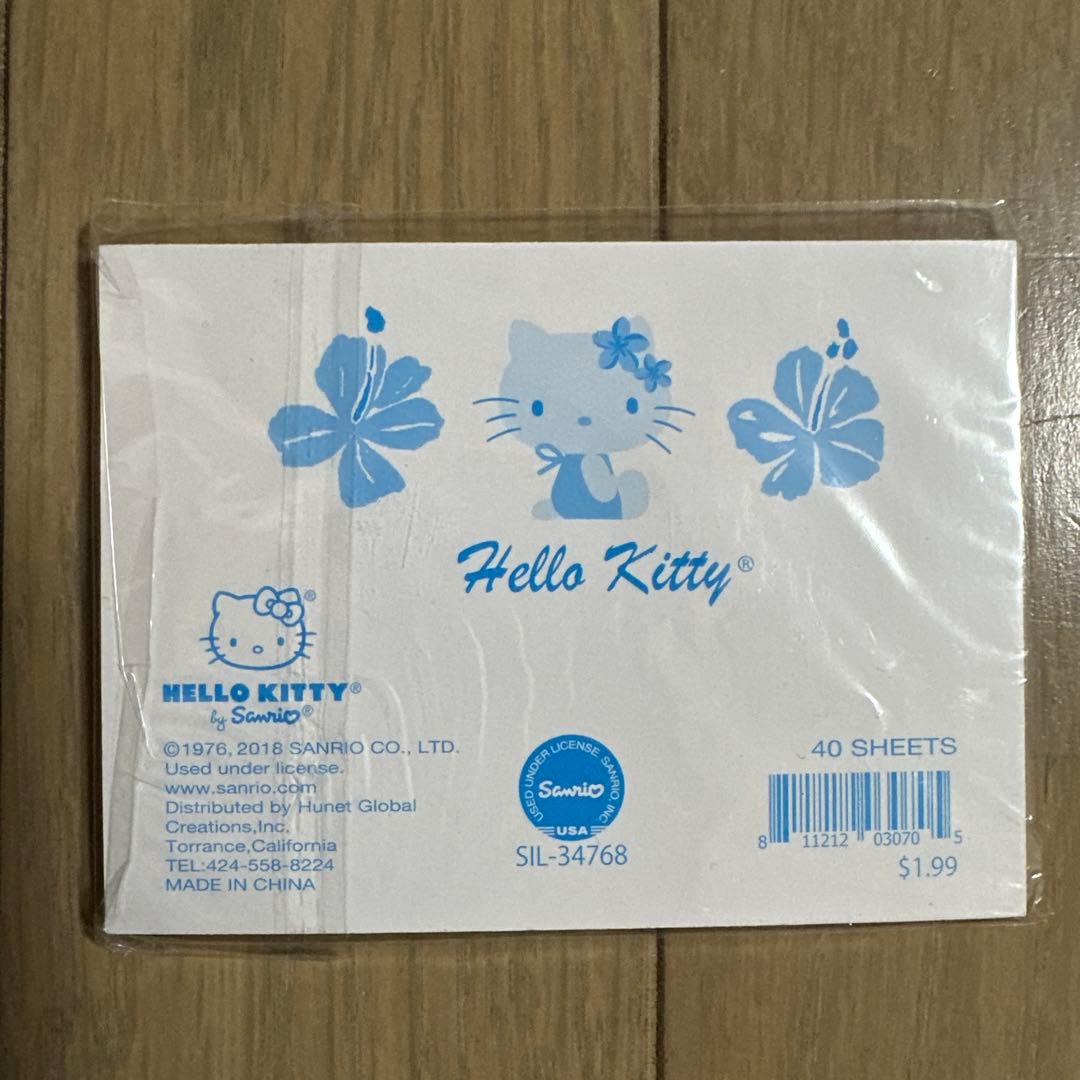 Hello Kitty®
®
HELLO KITTY®
by Sanrio®
©1976, 2018 SANRIO CO., LTD.
Used under license.
www.sanrio.com
Distributed by Hunet Global
Creations,Inc.
Torrance,California
TEL:424-558-8224
MADE IN CHINA
USED UNDER LICENSE SANRIO, INC.
Sanrio
USA
SIL-34768
40 SHEETS
8 11212 03070 5
$1.99